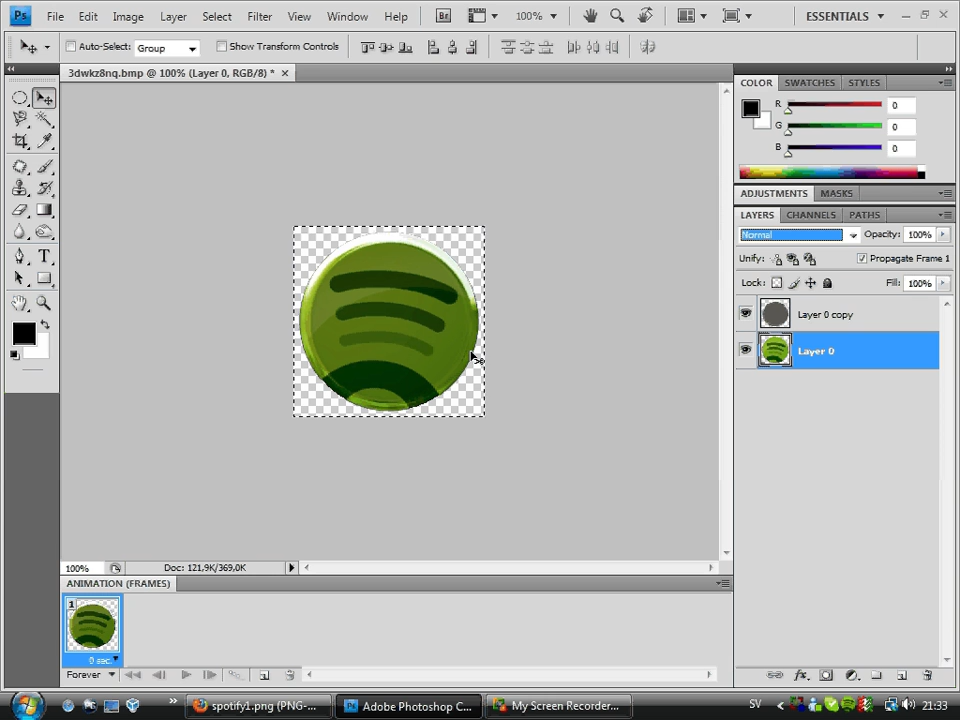 Ps File Edit Image Layer Select Filter View Window Help Br 100% ESSENTIALS
Auto-Select: Group Show Transform Controls
3dwkz8nq.bmp @ 100% (Layer 0, RGB/8) *
COLOR SWATCHES STYLES
R 0
G 0
B 0
ADJUSTMENTS MASKS
LAYERS CHANNELS PATHS
Normal Opacity: 100%
Unify: Propagate Frame 1
Lock: Fill: 100%
Layer 0 copy
Layer 0
100% Doc: 121,9K/369,0K
ANIMATION (FRAMES)
1
0 sec.
Forever
spotify1.png (PNG-... Ps Adobe Photoshop C... My Screen Recorder... SV 21:33